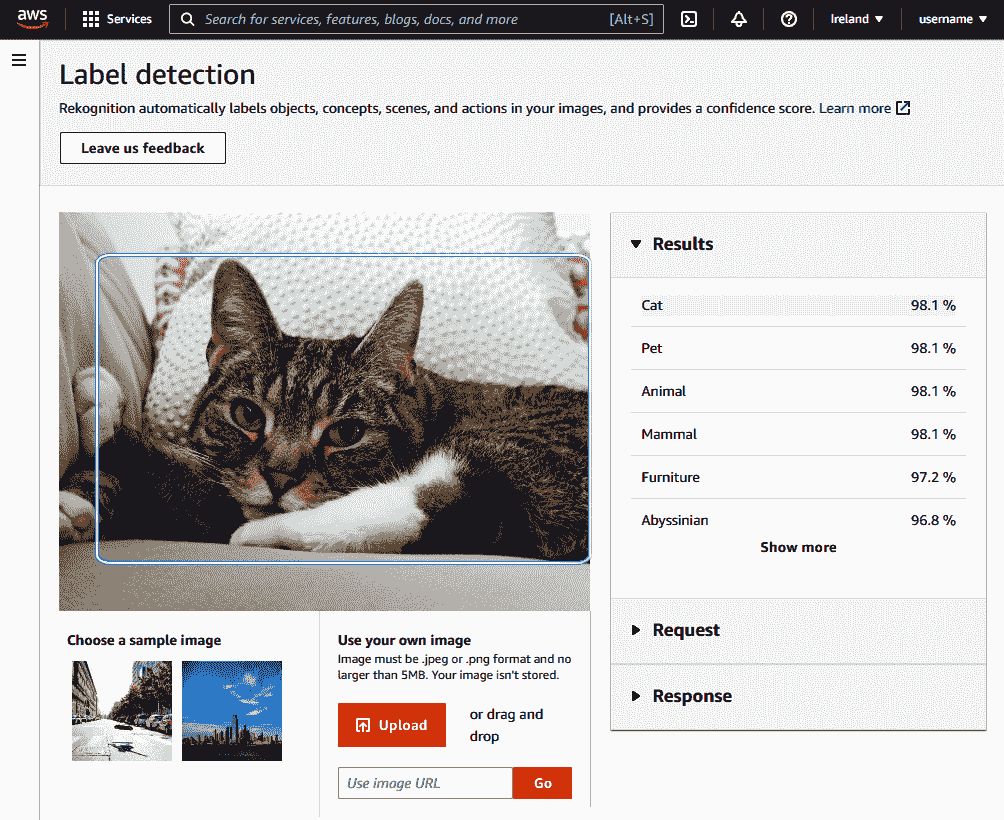 aws
Services
Search for services, features, blogs, docs, and more
[Alt+S]
Ireland
username
Label detection
Rekognition automatically labels objects, concepts, scenes, and actions in your images, and provides a confidence score. Learn more
Leave us feedback
Results
Cat 98.1 %
Pet 98.1 %
Animal 98.1 %
Mammal 98.1 %
Furniture 97.2 %
Abyssinian 96.8 %
Show more
Request
Response
Choose a sample image
Use your own image
Image must be .jpeg or .png format and no
larger than 5MB. Your image isn't stored.
Upload
or drag and
drop
Use image URL
Go